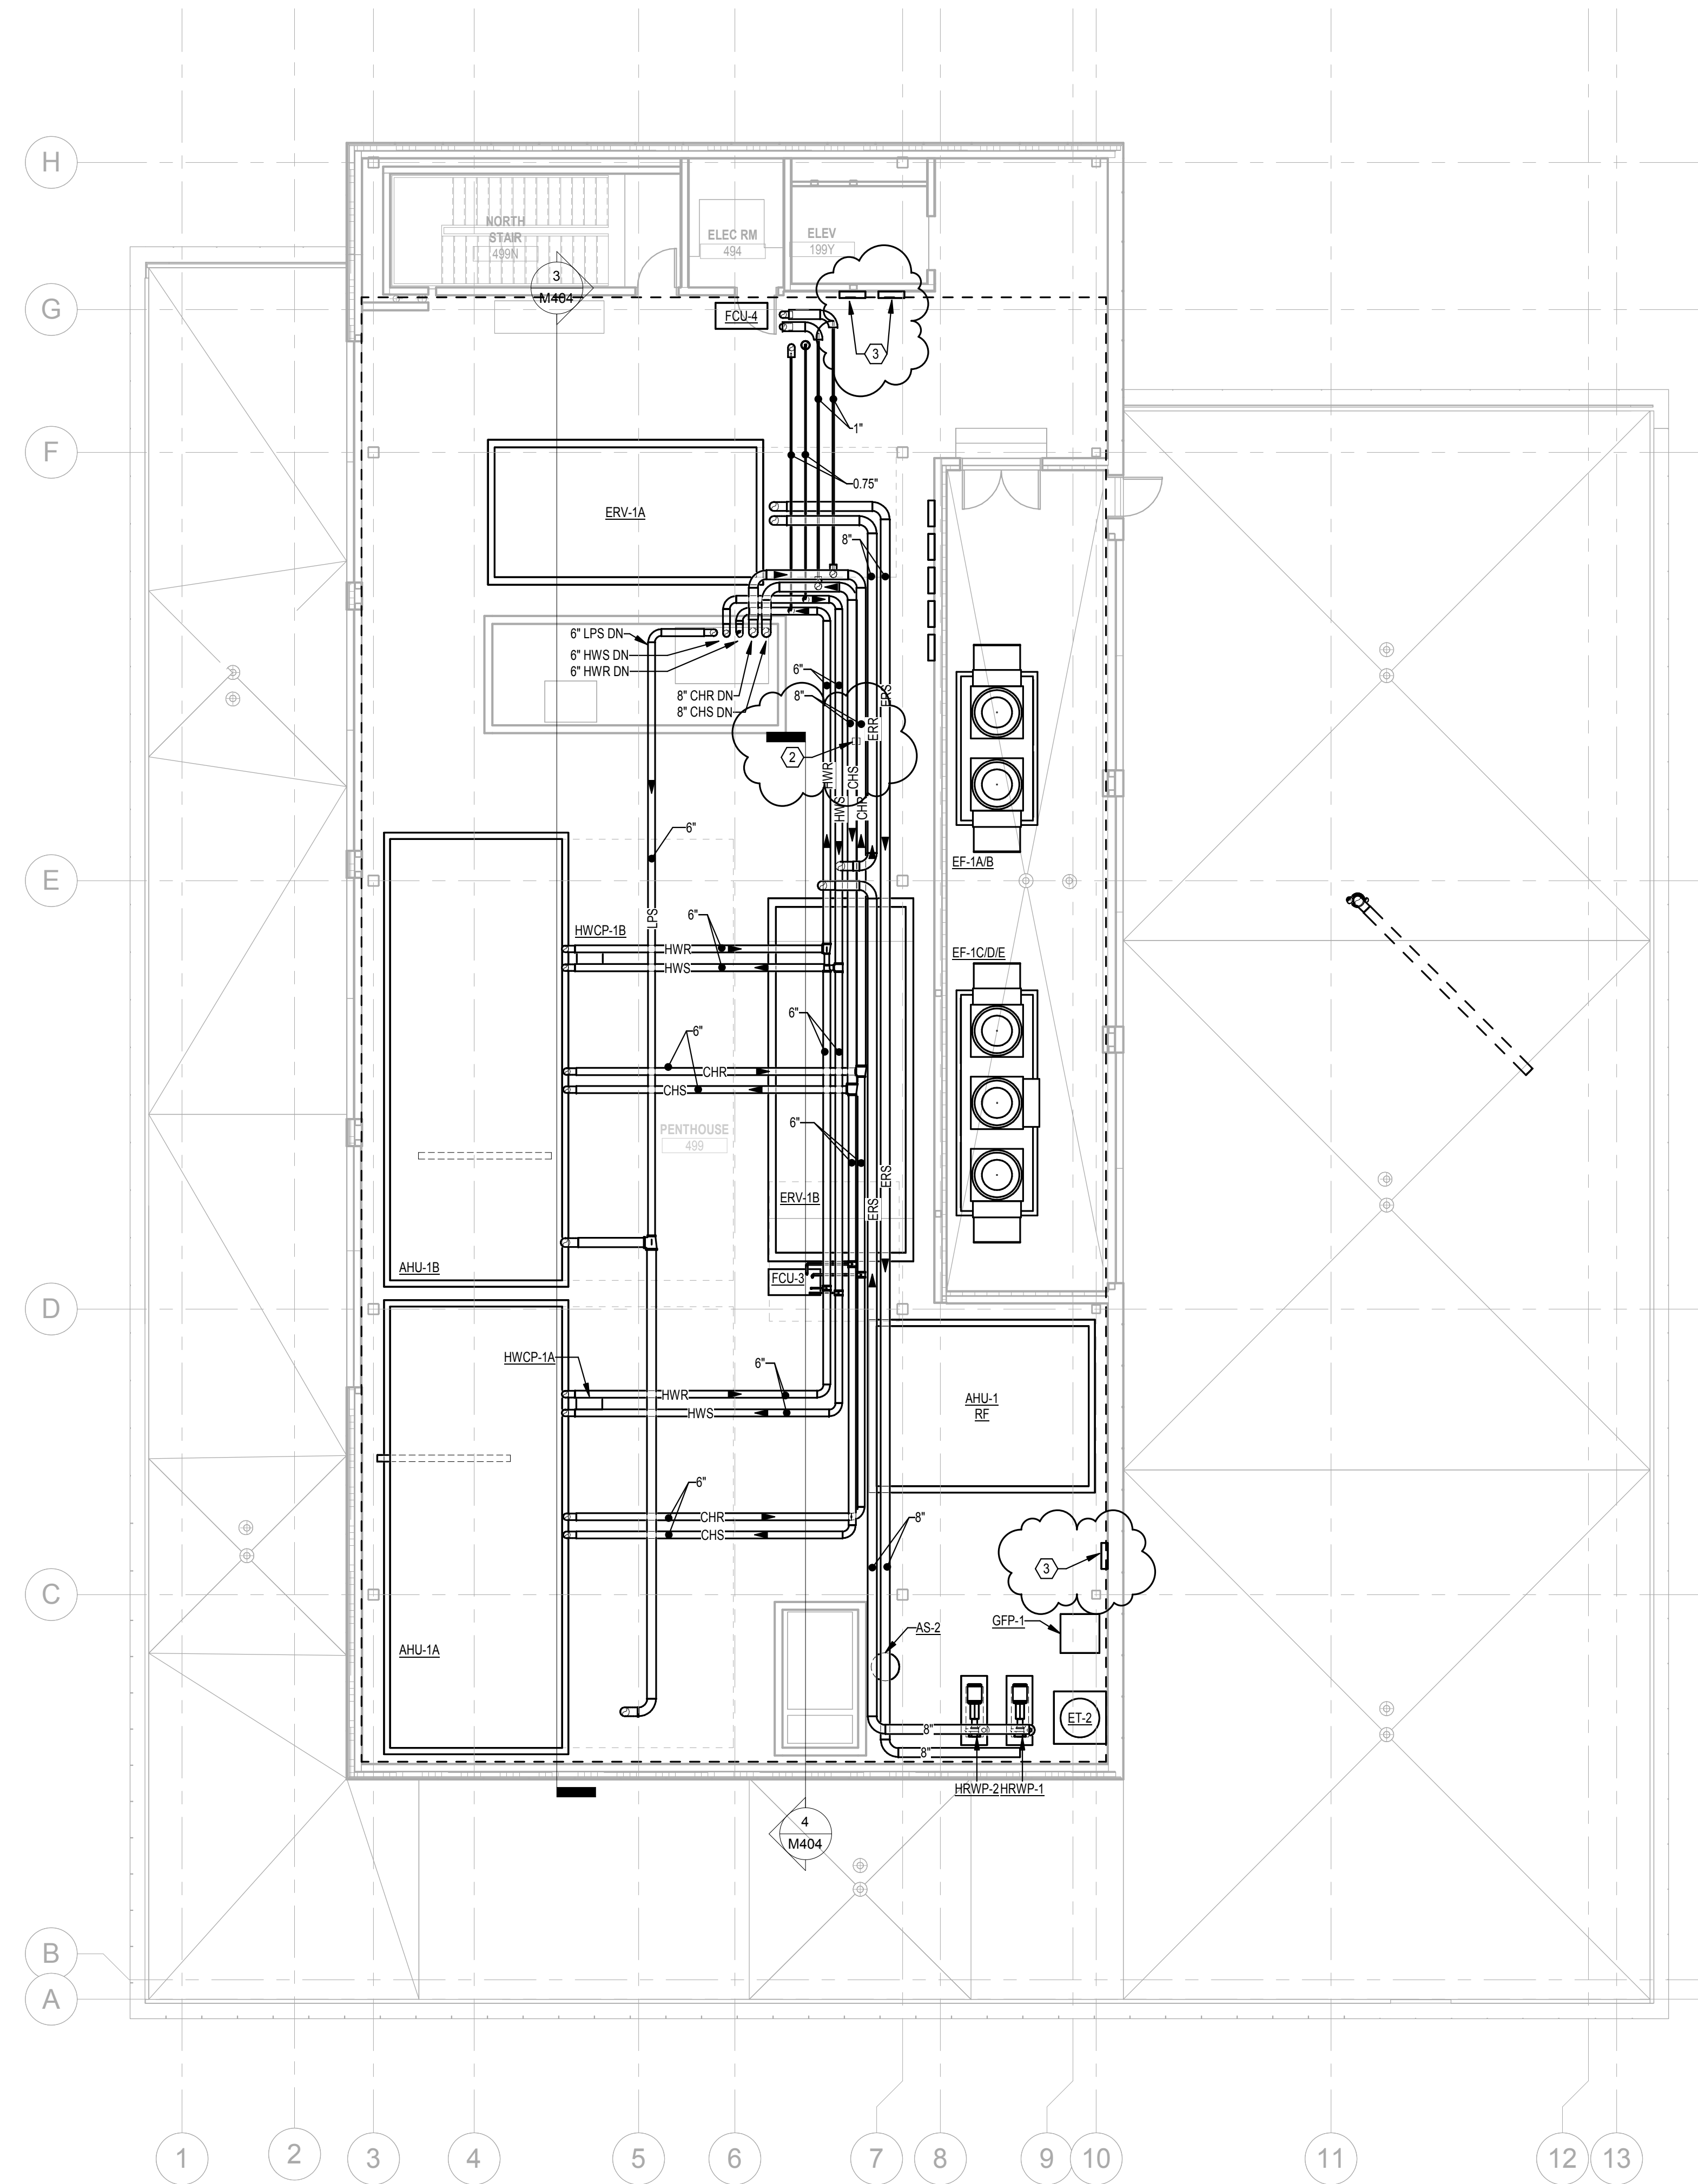 H
NORTH
STAIR
499N
ELEC RM
494
ELEV
199Y
3
M404
G
FCU-4
3
1"
F
0.75"
ERV-1A
8"
6" LPS DN
6" HWS DN
6" HWR DN
8" CHR DN
8" CHS DN
6"
8"
ERS
ERR
2
HWR
CHS
HWS
CHR
6"
EF-1A/B
E
LPS
HWCP-1B
6"
HWR
HWS
EF-1C/D/E
6"
6"
CHR
CHS
PENTHOUSE
499
6"
ERS
ERS
ERV-1B
AHU-1B
FCU-3
D
HWCP-1A
6"
HWR
HWS
AHU-1
RF
6"
CHR
CHS
8"
3
C
GFP-1
AS-2
AHU-1A
ET-2
8"
8"
HRWP-2
HRWP-1
4
M404
B
A
1
2
3
4
5
6
7
8
9
10
11
12
13